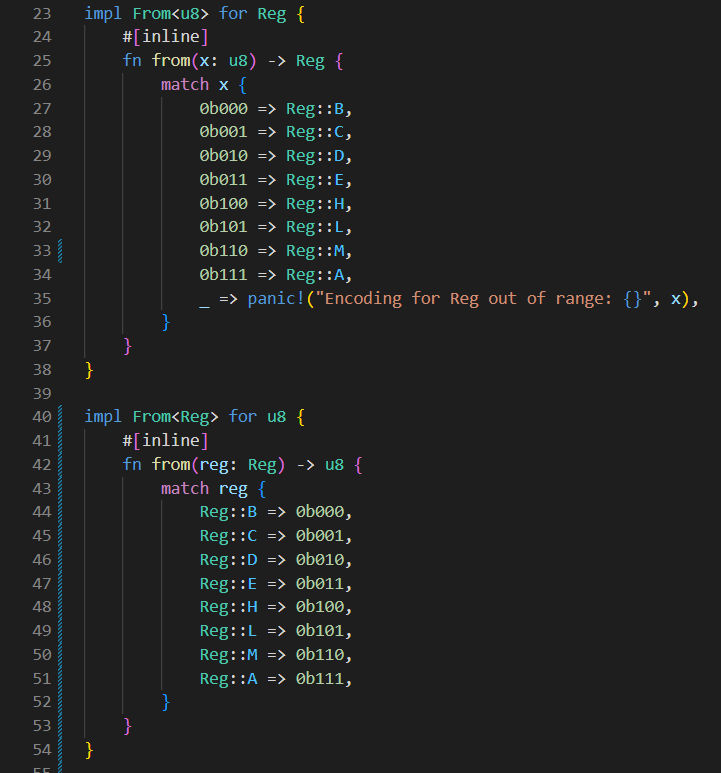 23 impl From<u8> for Reg {
24     #[inline]
25     fn from(x: u8) -> Reg {
26         match x {
27             0b000 => Reg::B,
28             0b001 => Reg::C,
29             0b010 => Reg::D,
30             0b011 => Reg::E,
31             0b100 => Reg::H,
32             0b101 => Reg::L,
33             0b110 => Reg::M,
34             0b111 => Reg::A,
35             _ => panic!("Encoding for Reg out of range: {}", x),
36         }
37     }
38 }
39
40 impl From<Reg> for u8 {
41     #[inline]
42     fn from(reg: Reg) -> u8 {
43         match reg {
44             Reg::B => 0b000,
45             Reg::C => 0b001,
46             Reg::D => 0b010,
47             Reg::E => 0b011,
48             Reg::H => 0b100,
49             Reg::L => 0b101,
50             Reg::M => 0b110,
51             Reg::A => 0b111,
52         }
53     }
54 }
55